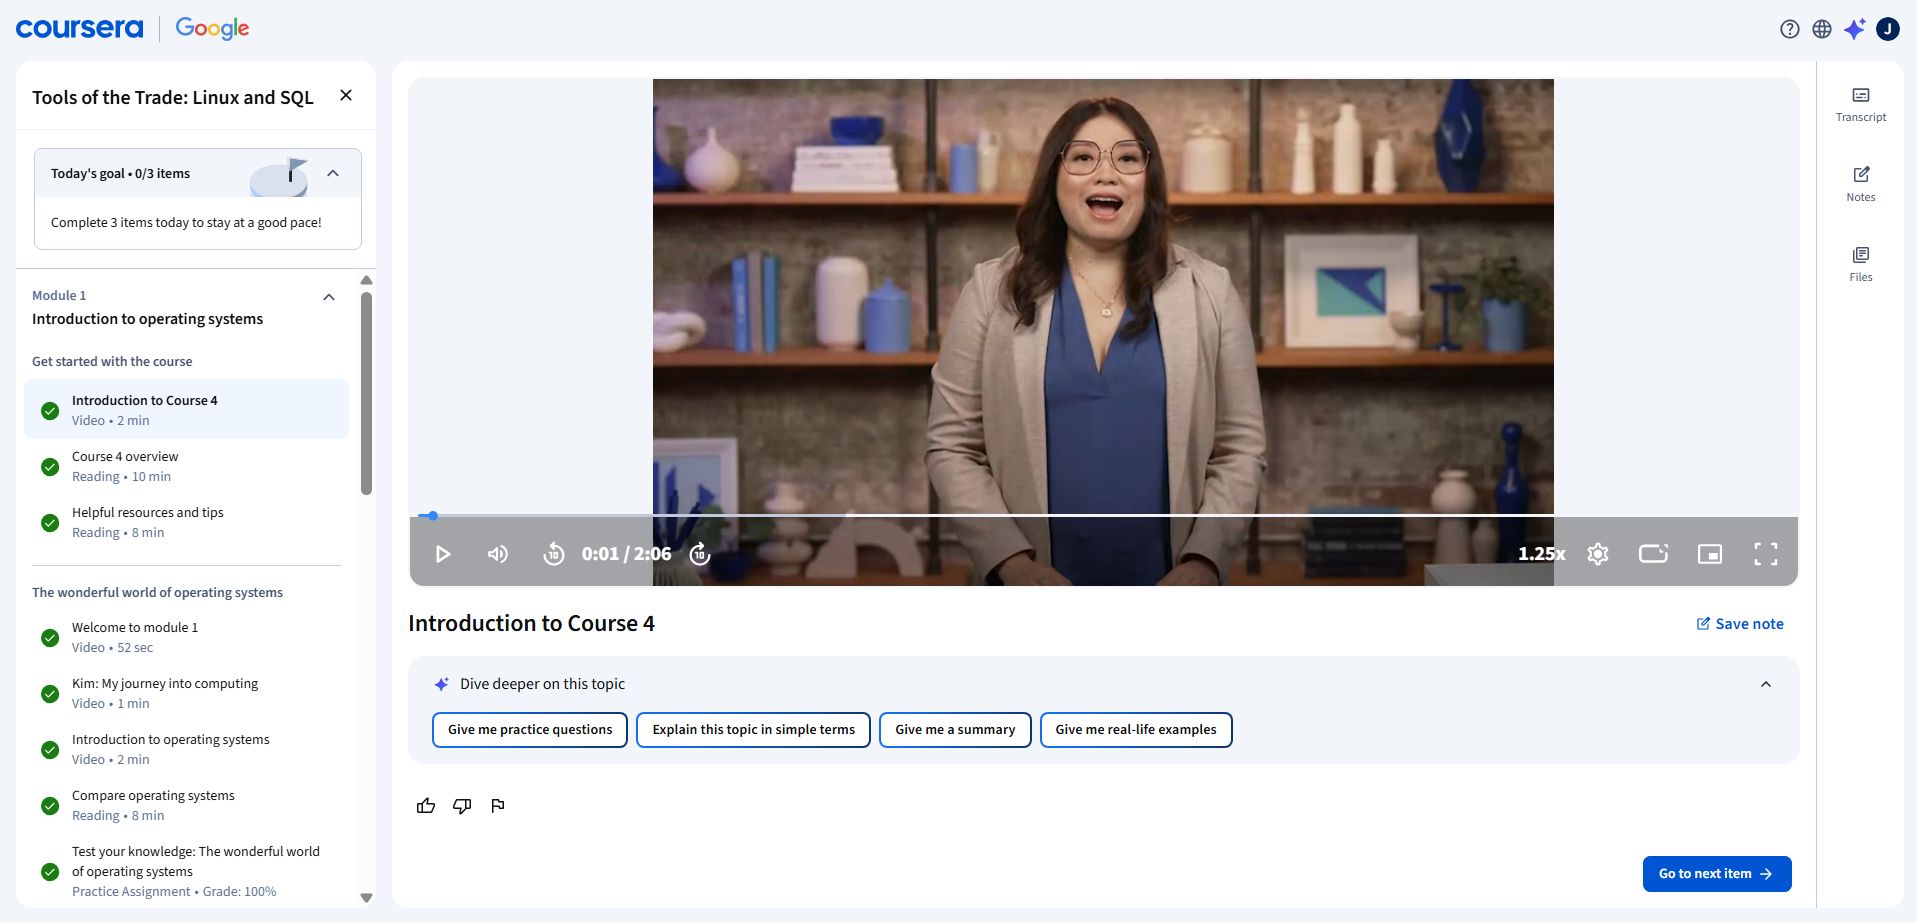 coursera
Google
J
Tools of the Trade: Linux and SQL
Today's goal • 0/3 items
Complete 3 items today to stay at a good pace!
Module 1
Introduction to operating systems
Get started with the course
Introduction to Course 4
Video • 2 min
Course 4 overview
Reading • 10 min
Helpful resources and tips
Reading • 8 min
The wonderful world of operating systems
Welcome to module 1
Video • 52 sec
Kim: My journey into computing
Video • 1 min
Introduction to operating systems
Video • 2 min
Compare operating systems
Reading • 8 min
Test your knowledge: The wonderful world
of operating systems
Practice Assignment • Grade: 100%
10
0:01 / 2:06
10
1.25x
Introduction to Course 4
Save note
Dive deeper on this topic
Give me practice questions
Explain this topic in simple terms
Give me a summary
Give me real-life examples
Go to next item
Transcript
Notes
Files